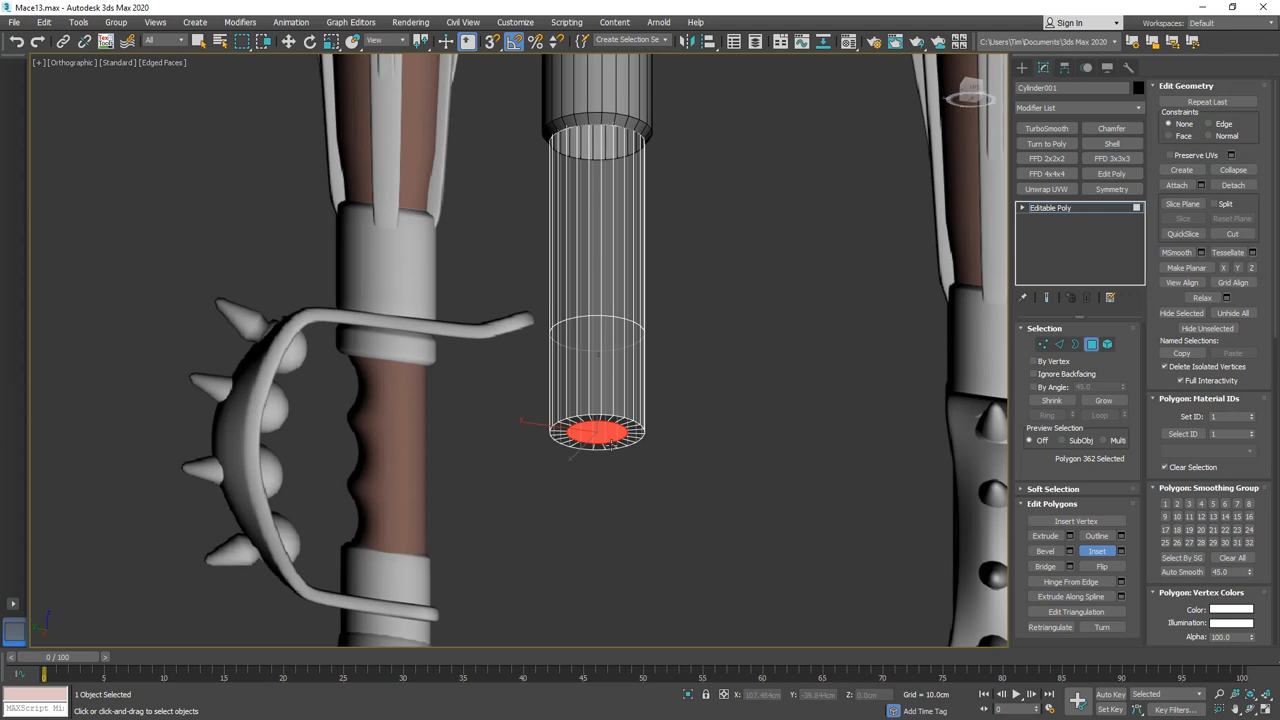 Mace13.max - Autodesk 3ds Max 2020
File Edit Tools Group Views Create Modifiers Animation Graph Editors Rendering Civil View Customize Scripting Content Arnold Help
Sign In
Workspaces: Default
All
View
Create Selection Se
C:\Users\Tim\Documents\3ds Max 2020
[+] [Orthographic] [Standard] [Edged Faces]
Cylinder001
Modifier List
TurboSmooth Chamfer
Turn to Poly Shell
FFD 2x2x2 FFD 3x3x3
FFD 4x4x4 Edit Poly
Unwrap UVW Symmetry
Editable Poly
Selection
By Vertex
Ignore Backfacing
By Angle: 45.0
Shrink Grow
Ring Loop
Preview Selection
Off SubObj Multi
Polygon 362 Selected
Soft Selection
Edit Polygons
Insert Vertex
Extrude Outline
Bevel Inset
Bridge Flip
Hinge From Edge
Extrude Along Spline
Edit Triangulation
Retriangulate Turn
Edit Geometry
Repeat Last
Constraints
None Edge
Face Normal
Preserve UVs
Create Collapse
Attach Detach
Slice Plane Split
Slice Reset Plane
QuickSlice Cut
MSmooth Tessellate
Make Planar X Y Z
View Align Grid Align
Relax
Hide Selected Unhide All
Hide Unselected
Named Selections:
Copy Paste
Delete Isolated Vertices
Full Interactivity
Polygon: Material IDs
Set ID: 1
Select ID 1
Clear Selection
Polygon: Smoothing Group
1 2 3 4 5 6 7 8
9 10 11 12 13 14 15 16
17 18 19 20 21 22 23 24
25 26 27 28 29 30 31 32
Select By SG Clear All
Auto Smooth 45.0
Polygon: Vertex Colors
Color:
Illumination:
Alpha: 100.0
0 / 100
0 5 10 15 20 25 30 35 40 45 50 55 60 65 70 75 80 85 90 95 100
1 Object Selected
X: 107.484cm Y: -39.844cm Z: 0.0cm Grid = 10.0cm
Auto Key Selected
MAXScript Mi
Click or click-and-drag to select objects
Add Time Tag
0
Set Key Key Filters...